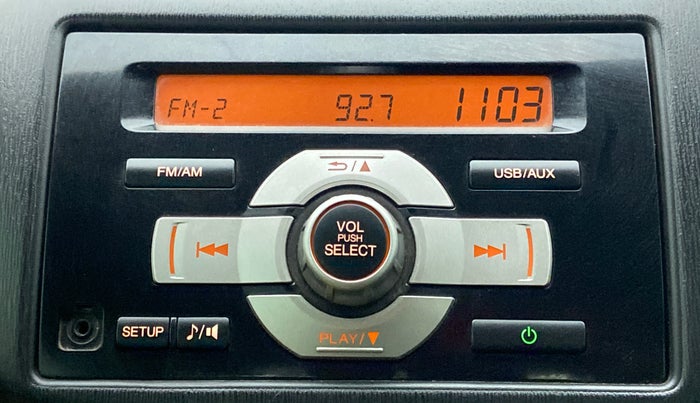 FM-2 92.7 1103
FM/AM
/▲
USB/AUX
VOL
PUSH
SELECT
SETUP
PLAY/▼